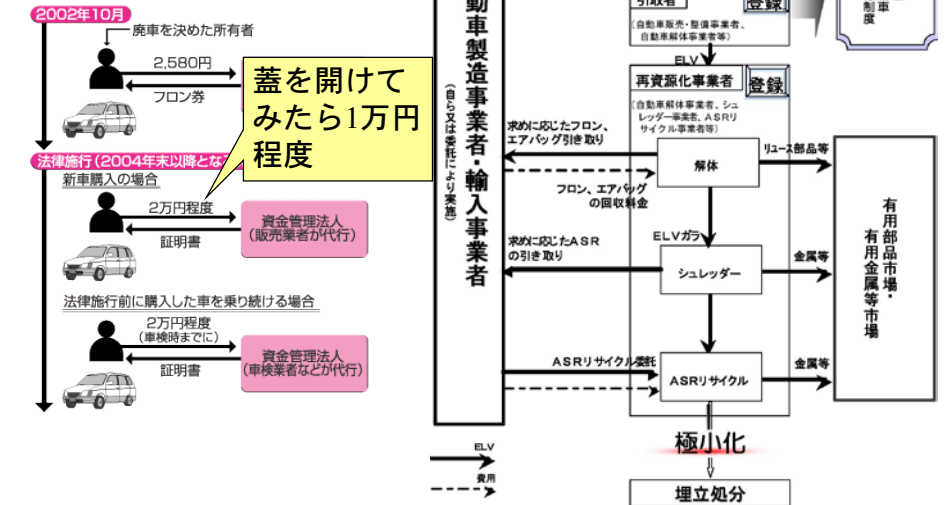 2002年10月
廃車を決めた所有者
2,580円
フロン券
蓋を開けて
みたら1万円
程度
法律施行(2004年末以降とな
新車購入の場合
2万円程度
証明書
資金管理法人
(販売業者が代行)
法律施行前に購入した車を乗り続ける場合
2万円程度
(車検時までに)
証明書
資金管理法人
(車検業者などが代行)
動車製造事業者・輸入事業者
(自ら又は委託により実施)
引取者
登録
(自動車販売・整備事業者、
自動車解体事業者等)
車
制度
ELV
再資源化事業者
登録
(自動車解体事業者、シュ
レッダー事業者、ASRリ
サイクル事業者等)
求めに応じたフロン、
エアバッグ引き取り
解体
リユース部品等
フロン、エアバッグ
の回収料金
ELVガラ
求めに応じたASR
の引き取り
シュレッダー
金属等
有用部品市場・
有用金属等市場
ASRリサイクル委託
ASRリサイクル
金属等
極小化
埋立処分
ELV
費用